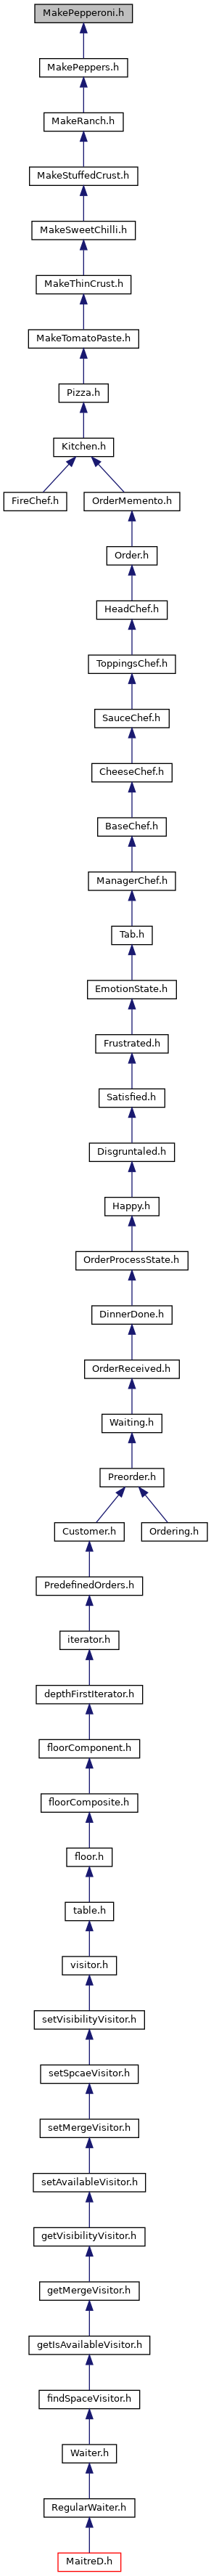 MakePepperoni.h
MakePeppers.h
MakeRanch.h
MakeStuffedCrust.h
MakeSweetChilli.h
MakeThinCrust.h
MakeTomatoPaste.h
Pizza.h
Kitchen.h
FireChef.h
OrderMemento.h
Order.h
HeadChef.h
ToppingsChef.h
SauceChef.h
CheeseChef.h
BaseChef.h
ManagerChef.h
Tab.h
EmotionState.h
Frustrated.h
Satisfied.h
Disgruntaled.h
Happy.h
OrderProcessState.h
DinnerDone.h
OrderReceived.h
Waiting.h
Preorder.h
Customer.h
Ordering.h
PredefinedOrders.h
iterator.h
depthFirstIterator.h
floorComponent.h
floorComposite.h
floor.h
table.h
visitor.h
setVisibilityVisitor.h
setSpcaeVisitor.h
setMergeVisitor.h
setAvailableVisitor.h
getVisibilityVisitor.h
getMergeVisitor.h
getIsAvailableVisitor.h
findSpaceVisitor.h
Waiter.h
RegularWaiter.h
MaitreD.h